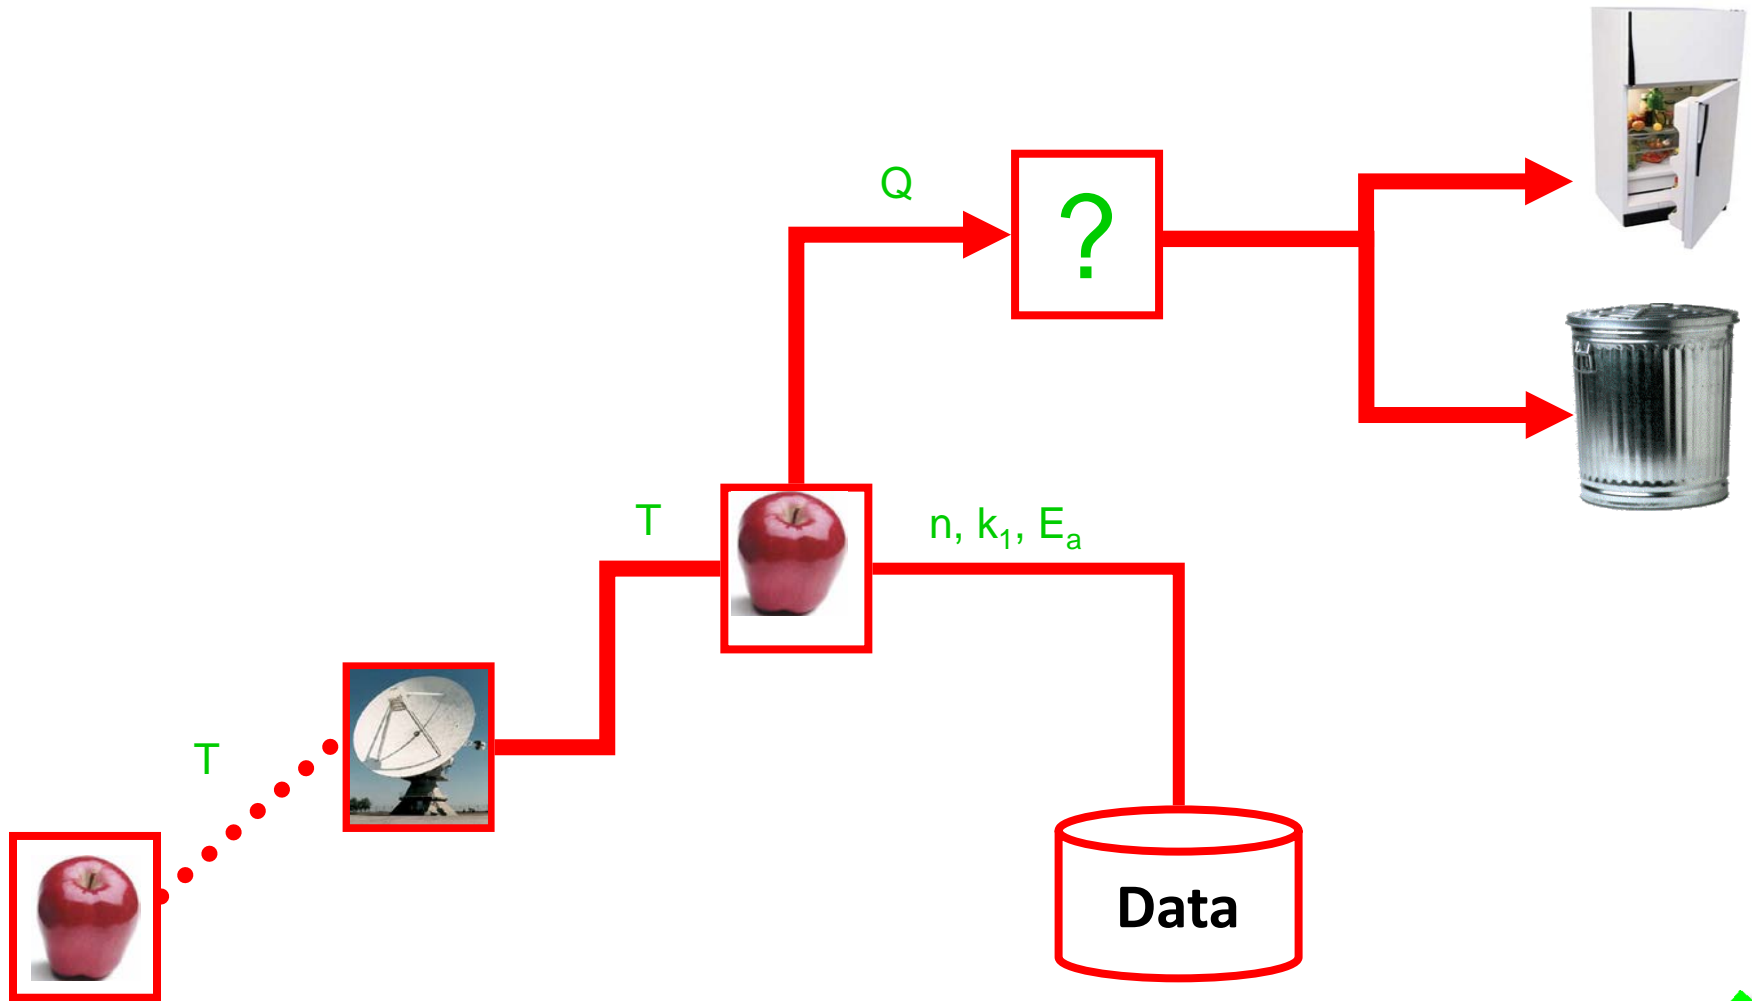 Q
?
T
n, k₁, Eₐ
T
Data